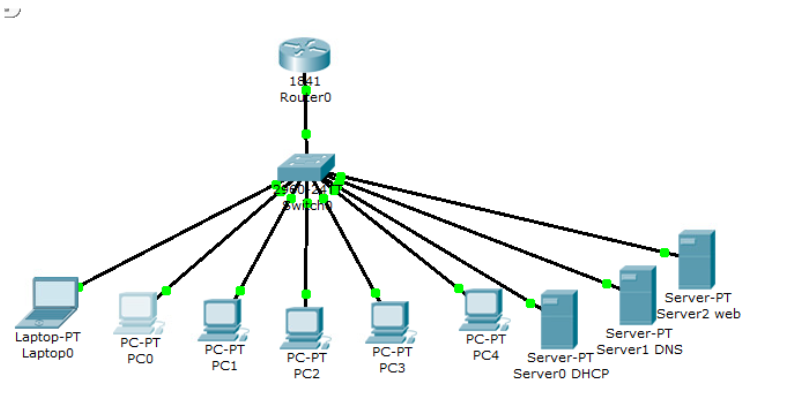 1841
Router0
2960-24TT
Switch0
Laptop-PT
Laptop0
PC-PT
PC0
PC-PT
PC1
PC-PT
PC2
PC-PT
PC3
PC-PT
PC4
Server-PT
Server0 DHCP
Server-PT
Server1 DNS
Server-PT
Server2 web